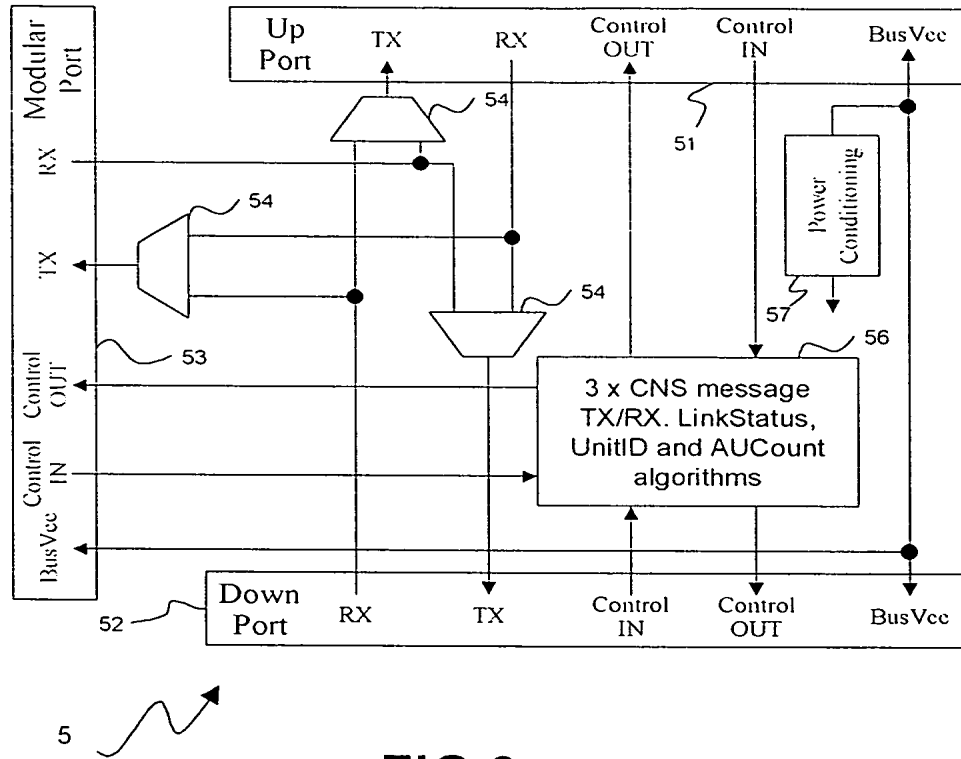 Up
Port
TX
RX
Control
OUT
Control
IN
BusVcc
Modular
Port
RX
TX
Control
OUT
Control
IN
BusVcc
54
51
54
54
Power
Conditioning
57
53
56
3 x CNS message
TX/RX. LinkStatus,
UnitID and AUCount
algorithms
52
Down
Port
RX
TX
Control
IN
Control
OUT
BusVcc
5